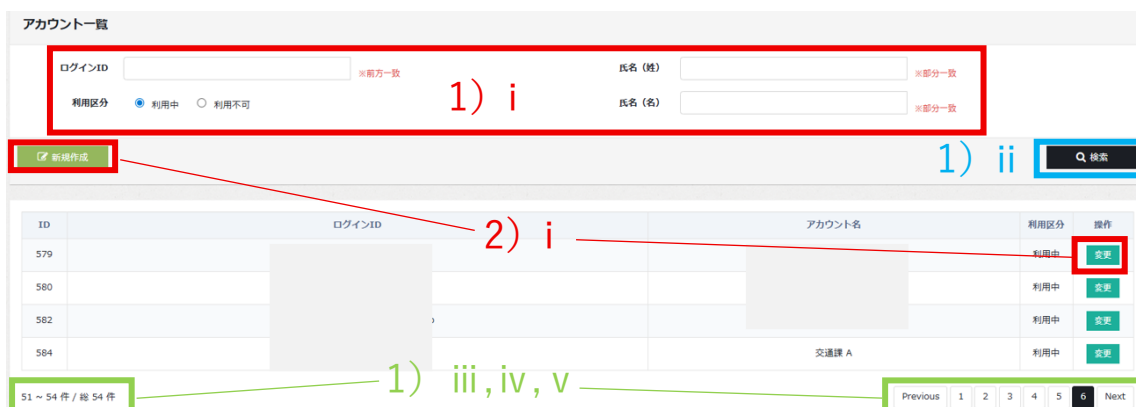 アカウント一覧
ログインID ※前方一致 氏名（姓） ※部分一致
利用区分 利用中 利用不可 1）ⅰ 氏名（名） ※部分一致
新規作成 1）ⅱ 検索
ID ログインID アカウント名 利用区分 操作
2）ⅰ
579 利用中 変更
580 利用中 変更
582 利用中 変更
584 交通課 A 利用中 変更
1）ⅲ,ⅳ,ⅴ
51 ~ 54 件 / 総 54 件 Previous 1 2 3 4 5 6 Next